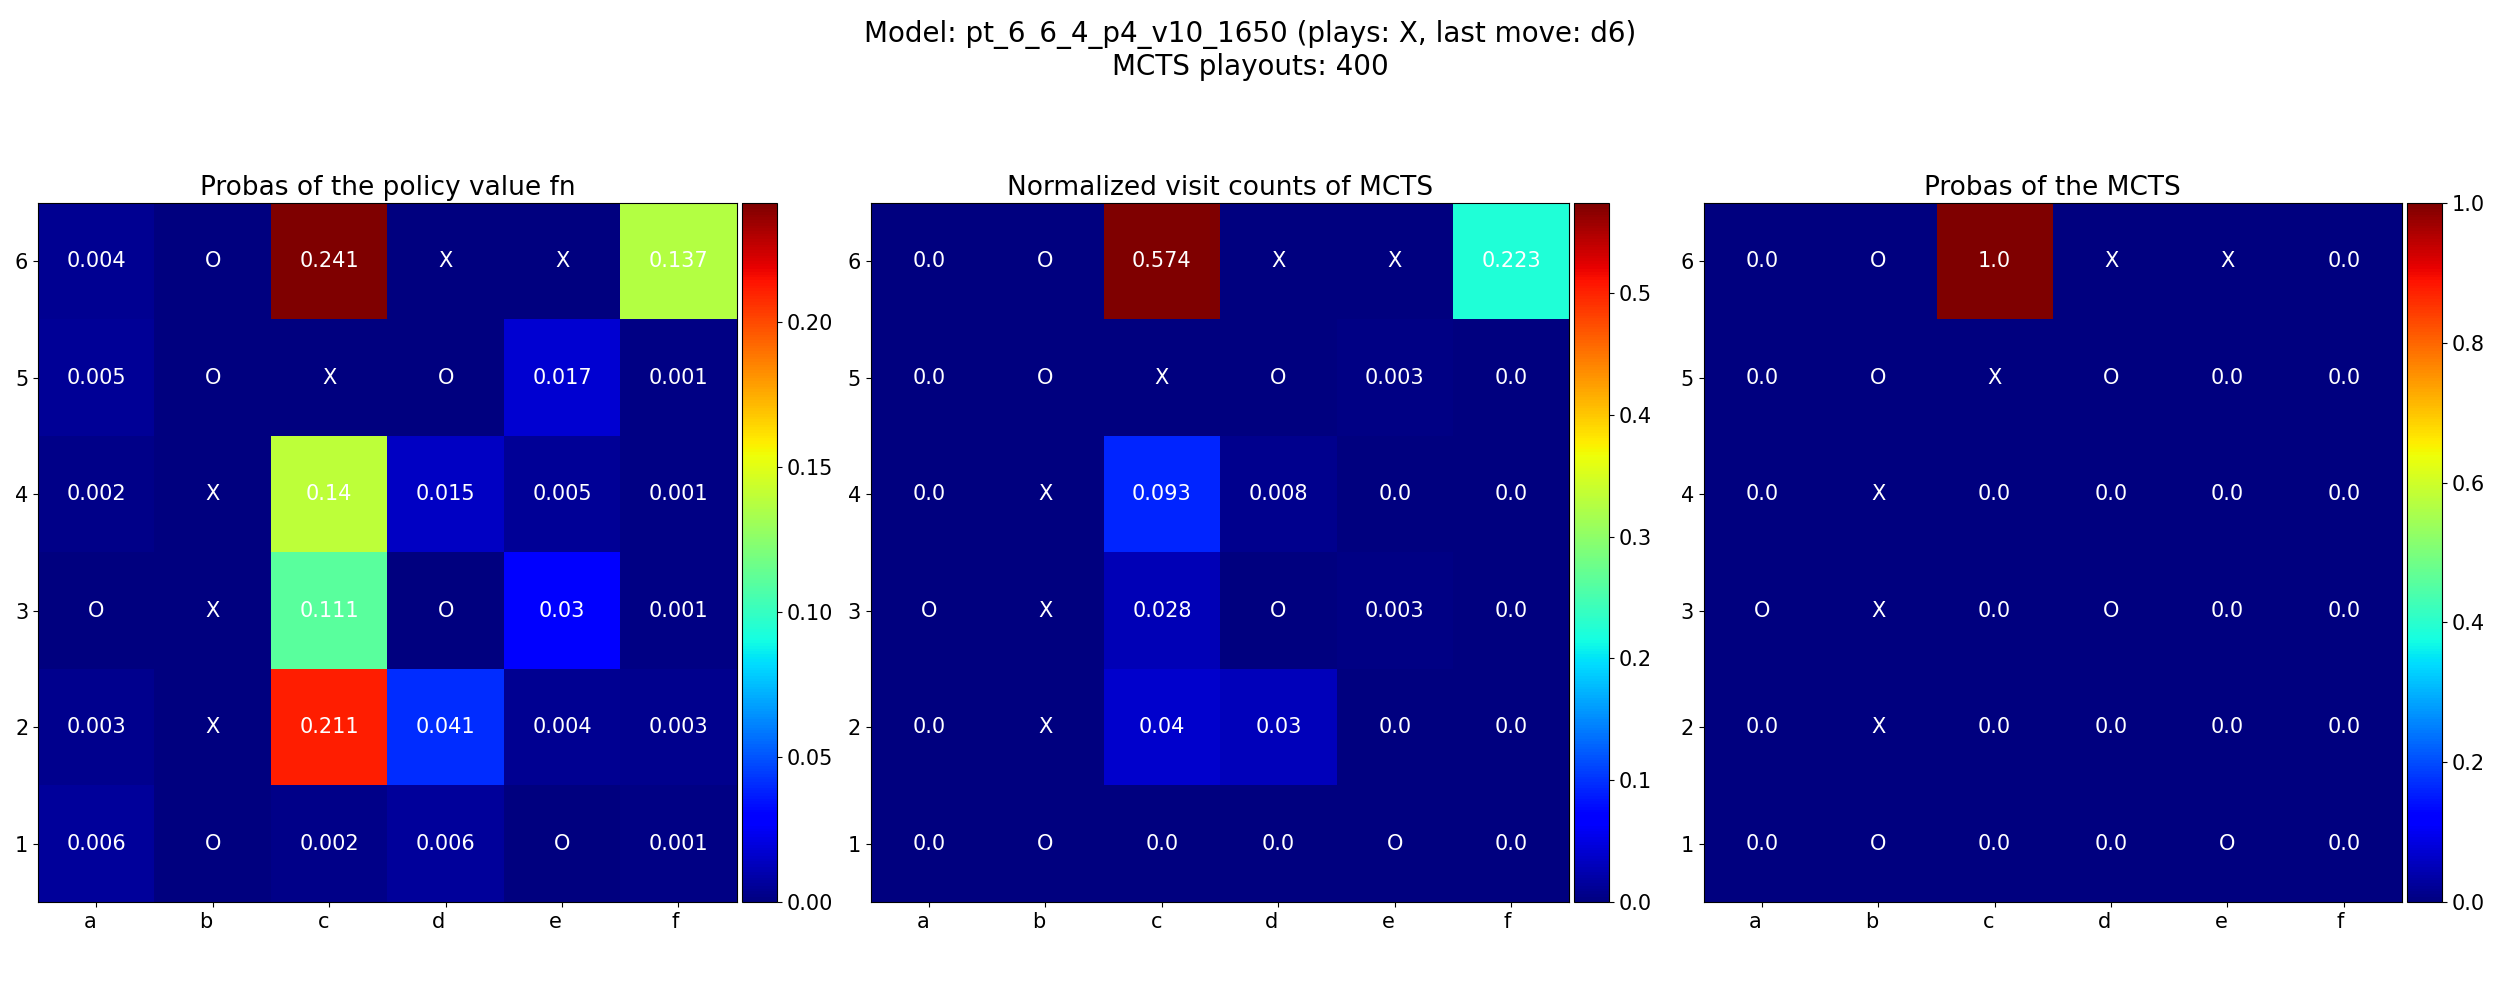 Model: pt_6_6_4_p4_v10_1650 (plays: X, last move: d6)
MCTS playouts: 400
Probas of the policy value fn
6 0.004 O 0.241 X X 0.137
5 0.005 O X O 0.017 0.001
4 0.002 X 0.14 0.015 0.005 0.001
3 O X 0.111 O 0.03 0.001
2 0.003 X 0.211 0.041 0.004 0.003
1 0.006 O 0.002 0.006 O 0.001
a b c d e f
0.20
0.15
0.10
0.05
0.00
Normalized visit counts of MCTS
6 0.0 O 0.574 X X 0.223
5 0.0 O X O 0.003 0.0
4 0.0 X 0.093 0.008 0.0 0.0
3 O X 0.028 O 0.003 0.0
2 0.0 X 0.04 0.03 0.0 0.0
1 0.0 O 0.0 0.0 O 0.0
a b c d e f
0.5
0.4
0.3
0.2
0.1
0.0
Probas of the MCTS
6 0.0 O 1.0 X X 0.0
5 0.0 O X O 0.0 0.0
4 0.0 X 0.0 0.0 0.0 0.0
3 O X 0.0 O 0.0 0.0
2 0.0 X 0.0 0.0 0.0 0.0
1 0.0 O 0.0 0.0 O 0.0
a b c d e f
1.0
0.8
0.6
0.4
0.2
0.0